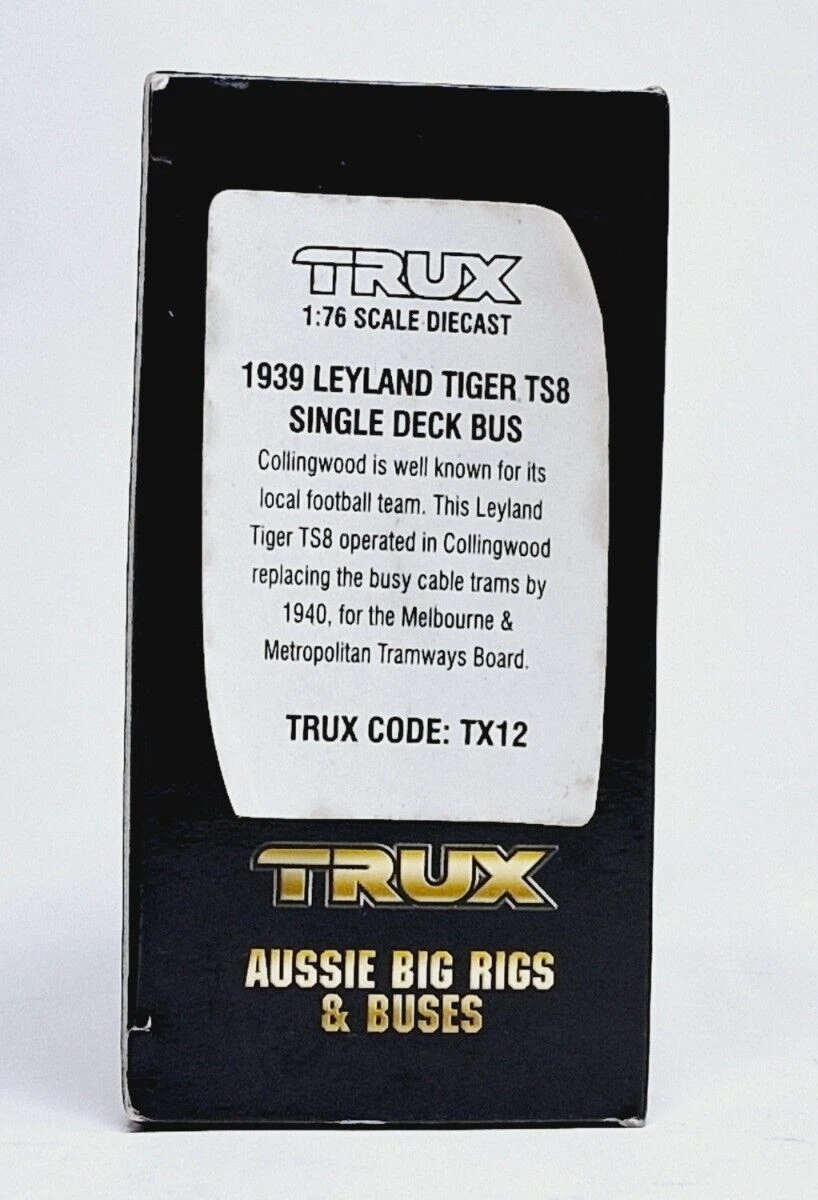 TRUX
1:76 SCALE DIECAST
1939 LEYLAND TIGER TS8
SINGLE DECK BUS
Collingwood is well known for its
local football team. This Leyland
Tiger TS8 operated in Collingwood
replacing the busy cable trams by
1940, for the Melbourne &
Metropolitan Tramways Board.
TRUX CODE: TX12
TRUX
AUSSIE BIG RIGS
& BUSES